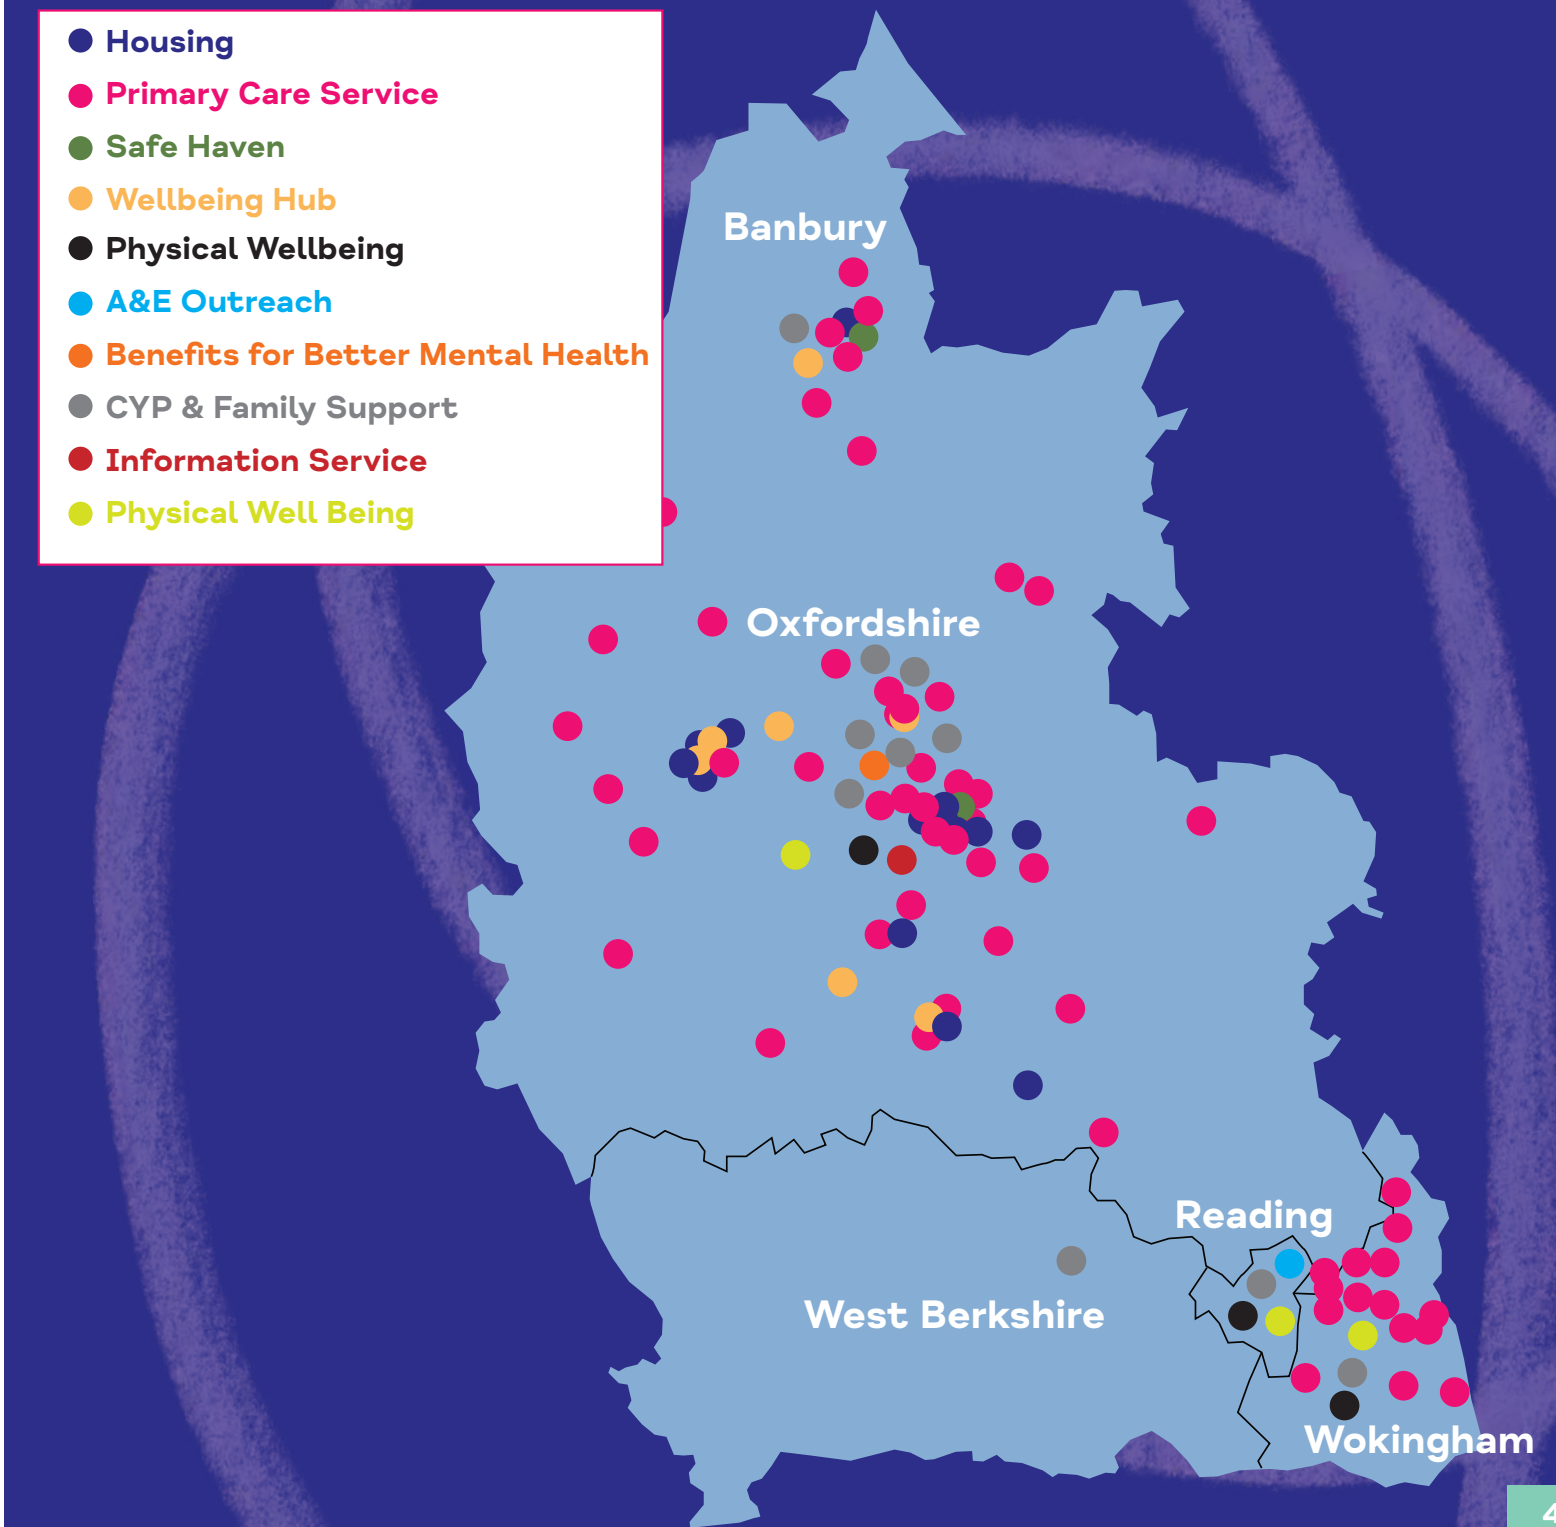 Housing
Primary Care Service
Safe Haven
Wellbeing Hub
Physical Wellbeing
A&E Outreach
Benefits for Better Mental Health
CYP & Family Support
Information Service
Physical Well Being
Banbury
Oxfordshire
Reading
West Berkshire
Wokingham